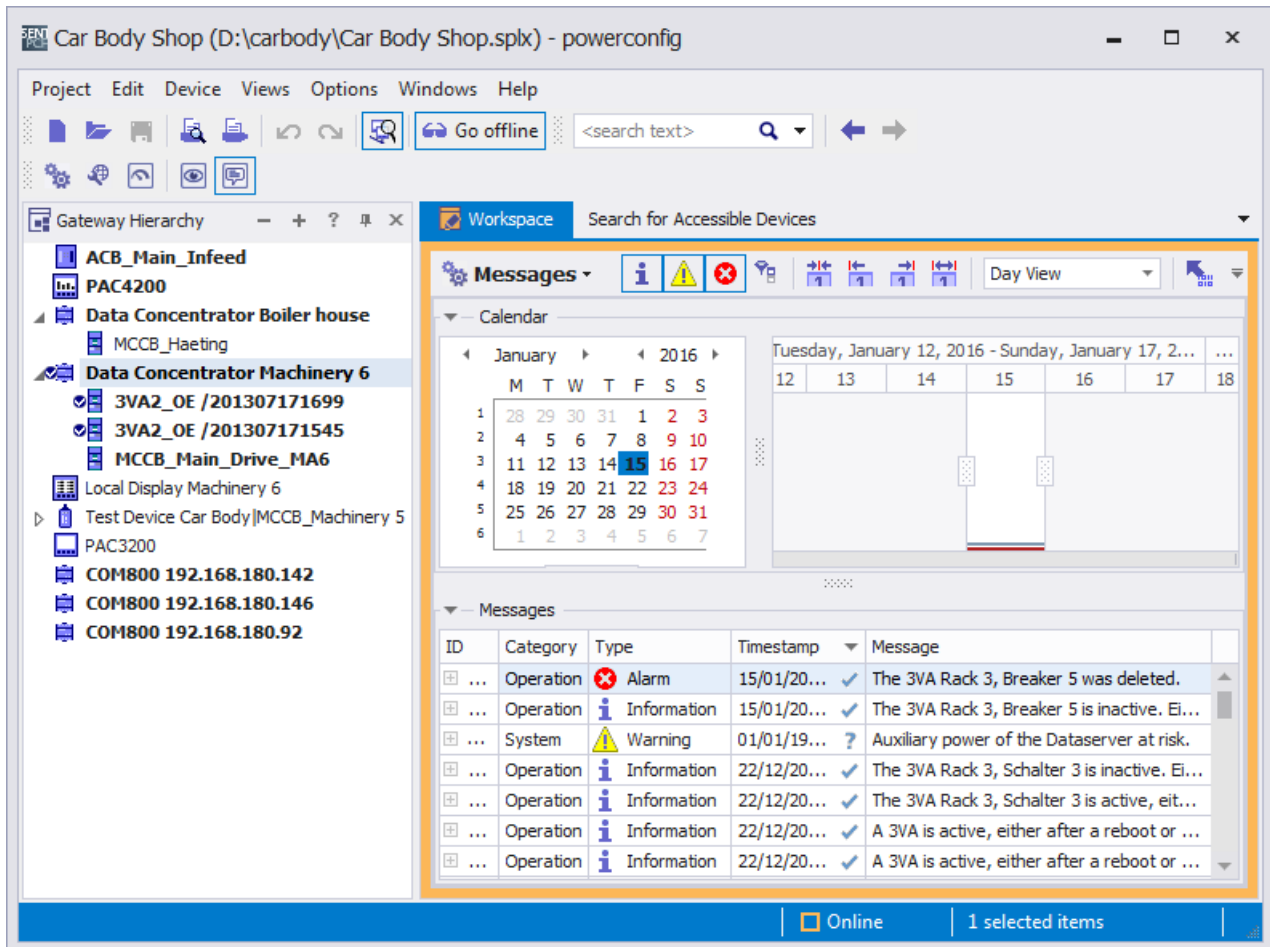 SENT
PCF
Car Body Shop (D:\carbody\Car Body Shop.splx) - powerconfig
Project Edit Device Views Options Windows Help
Go offline <search text>
Gateway Hierarchy
ACB_Main_Infeed
PAC4200
Data Concentrator Boiler house
MCCB_Haeting
Data Concentrator Machinery 6
3VA2_OE /201307171699
3VA2_OE /201307171545
MCCB_Main_Drive_MA6
Local Display Machinery 6
Test Device Car Body|MCCB_Machinery 5
PAC3200
COM800 192.168.180.142
COM800 192.168.180.146
COM800 192.168.180.92
Workspace Search for Accessible Devices
Messages 1 1 1 1 Day View
Calendar
January 2016
M T W T F S S
1 28 29 30 31 1 2 3
2 4 5 6 7 8 9 10
3 11 12 13 14 15 16 17
4 18 19 20 21 22 23 24
5 25 26 27 28 29 30 31
6 1 2 3 4 5 6 7
Tuesday, January 12, 2016 - Sunday, January 17, 2... ...
12 13 14 15 16 17 18
Messages
ID Category Type Timestamp Message
... Operation Alarm 15/01/20... The 3VA Rack 3, Breaker 5 was deleted.
... Operation Information 15/01/20... The 3VA Rack 3, Breaker 5 is inactive. Ei...
... System Warning 01/01/19... ? Auxiliary power of the Dataserver at risk.
... Operation Information 22/12/20... The 3VA Rack 3, Schalter 3 is inactive. Ei...
... Operation Information 22/12/20... The 3VA Rack 3, Schalter 3 is active, eit...
... Operation Information 22/12/20... A 3VA is active, either after a reboot or ...
... Operation Information 22/12/20... A 3VA is active, either after a reboot or ...
Online 1 selected items